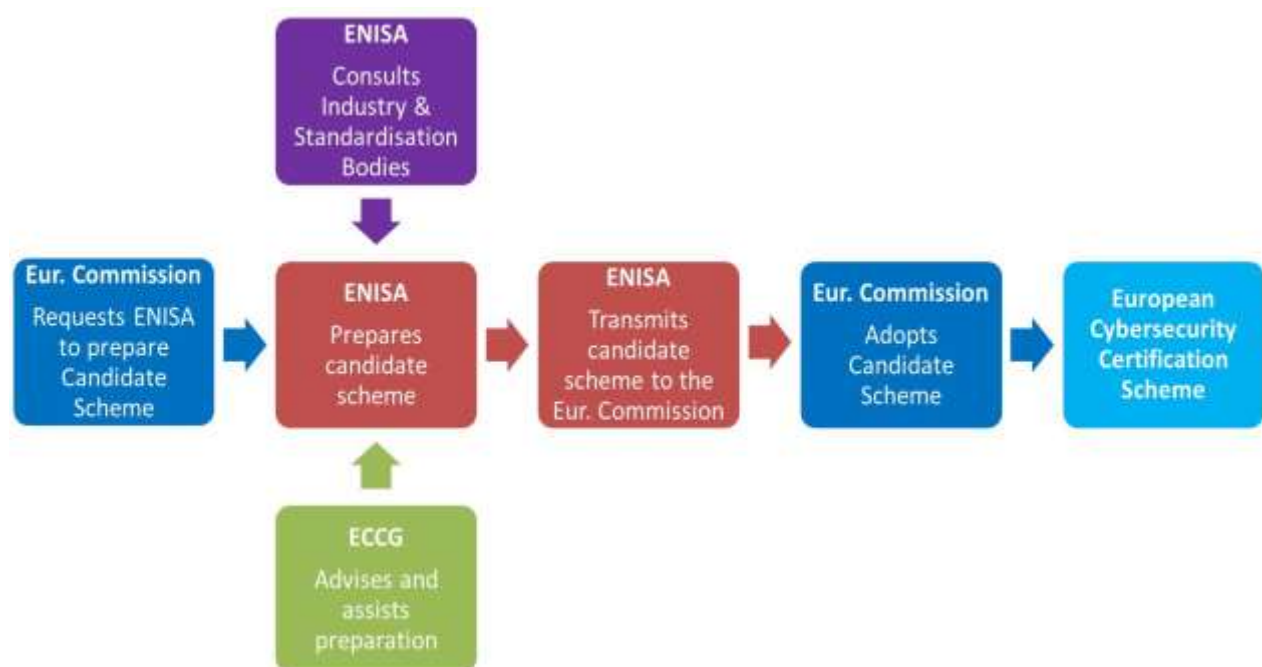 ENISA
Consults
Industry &
Standardisation
Bodies
Eur. Commission
Requests ENISA
to prepare
Candidate
Scheme
ENISA
Prepares
candidate
scheme
ENISA
Transmits
candidate
scheme to the
Eur. Commission
Eur. Commission
Adopts
Candidate
Scheme
European
Cybersecurity
Certification
Scheme
ECCG
Advises and
assists
preparation